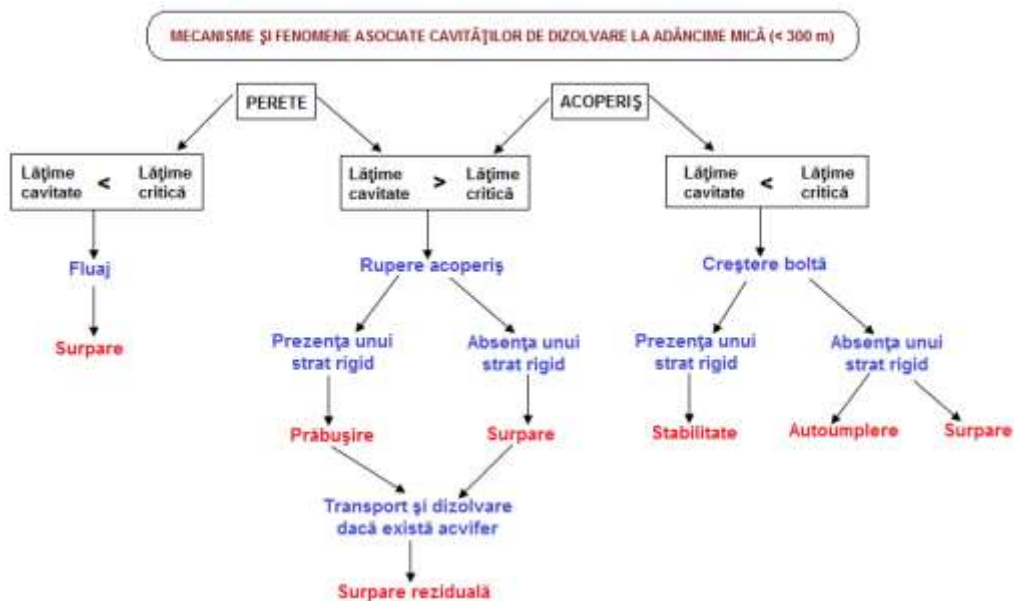 MECANISME ŞI FENOMENE ASOCIATE CAVITĂŢILOR DE DIZOLVARE LA ADÂNCIME MICĂ (< 300 m)
PERETE
ACOPERIŞ
Lăţime cavitate < Lăţime critică
Lăţime cavitate > Lăţime critică
Lăţime cavitate < Lăţime critică
Fluaj
Rupere acoperiş
Creştere boltă
Surpare
Prezenţa unui
strat rigid
Absenţa unui
strat rigid
Prezenţa unui
strat rigid
Absenţa unui
strat rigid
Prăbuşire
Surpare
Stabilitate
Autoumplere
Surpare
Transport şi dizolvare
dacă există acvifer
Surpare reziduală